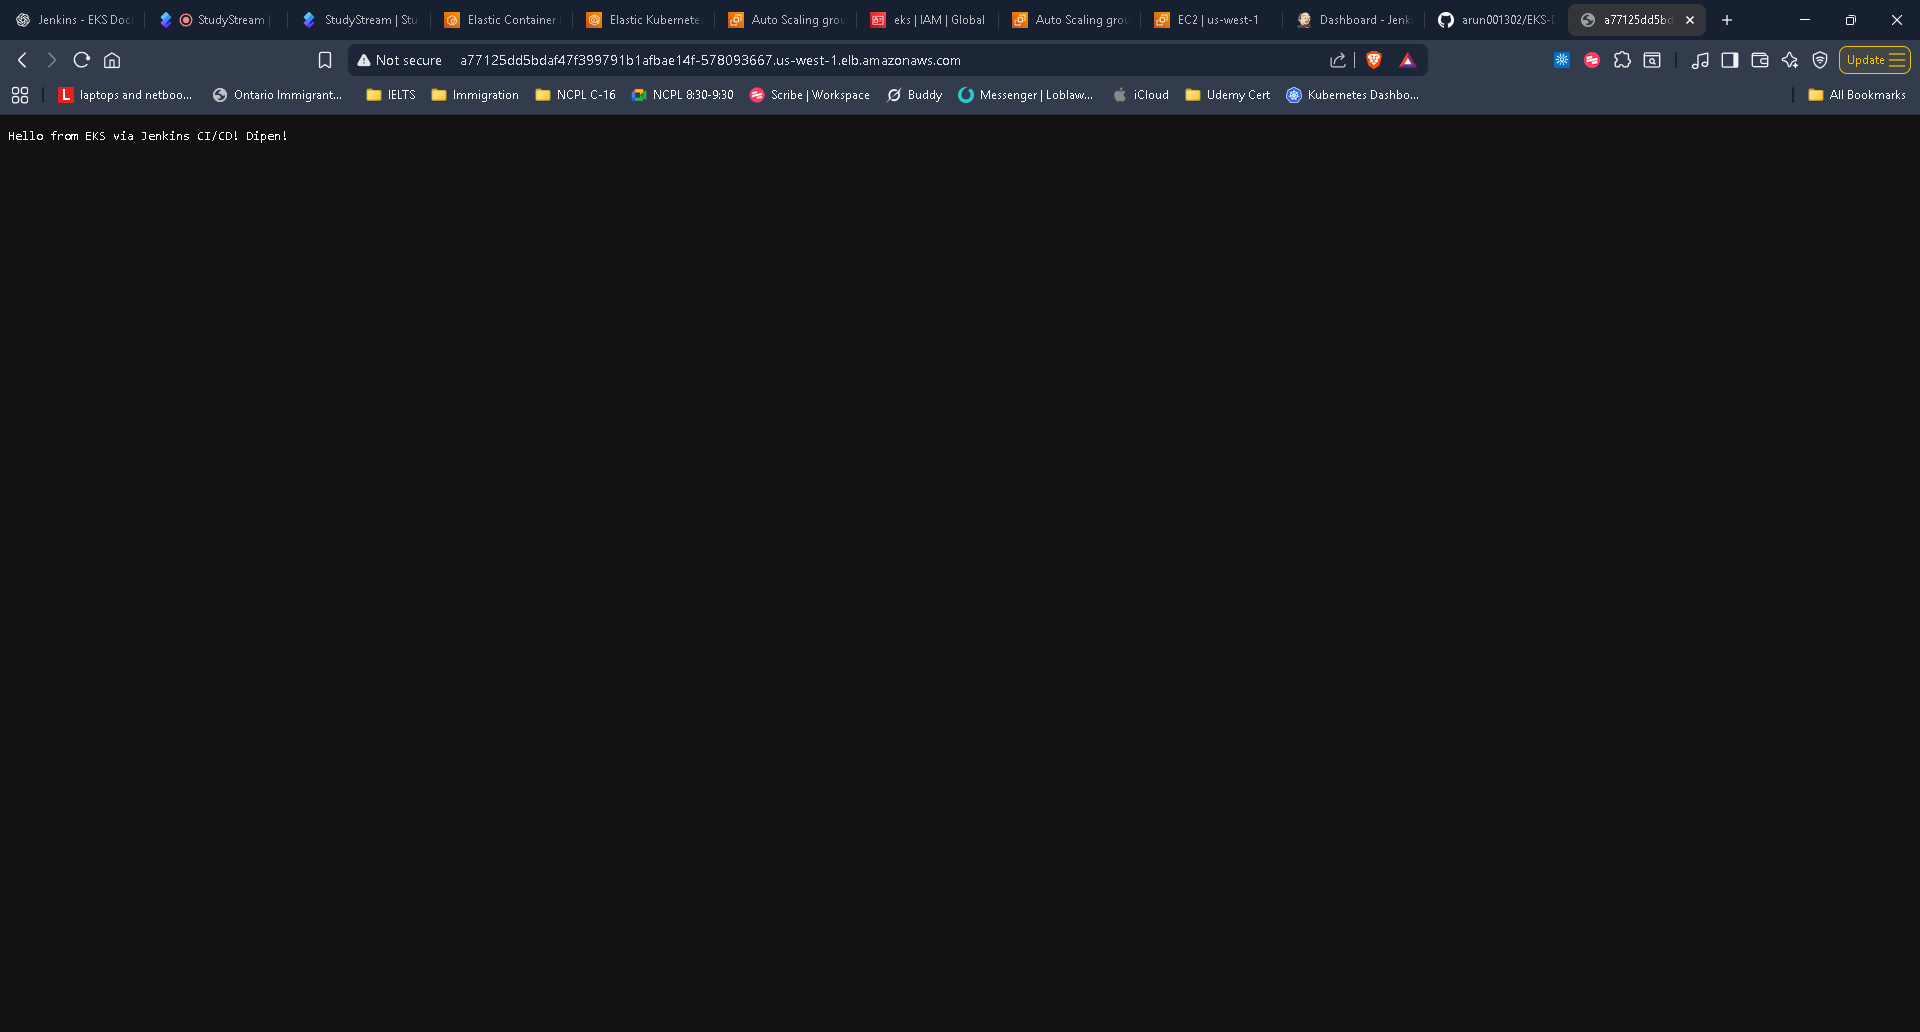 Jenkins - EKS Doc
StudyStream |
StudyStream | Stu
Elastic Container
Elastic Kubernete
Auto Scaling grou
eks | IAM | Global
Auto Scaling grou
EC2 | us-west-1
Dashboard - Jenk
arun001302/EKS-
a77125dd5bd
Not secure a77125dd5bdaf47f399791b1afbae14f-578093667.us-west-1.elb.amazonaws.com
Update
laptops and netboo...
Ontario Immigrant...
IELTS
Immigration
NCPL C-16
NCPL 8:30-9:30
Scribe | Workspace
Buddy
Messenger | Loblaw...
iCloud
Udemy Cert
Kubernetes Dashbo...
All Bookmarks
Hello from EKS via Jenkins CI/CD! Dipen!